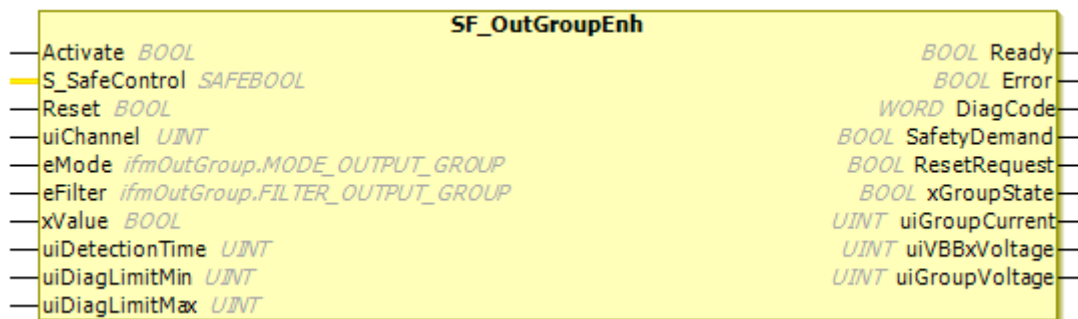 SF_OutGroupEnh
Activate BOOL BOOL Ready
S_SafeControl SAFEBOOL BOOL Error
Reset BOOL WORD DiagCode
uiChannel UINT BOOL SafetyDemand
eMode ifmOutGroup.MODE_OUTPUT_GROUP BOOL ResetRequest
eFilter ifmOutGroup.FILTER_OUTPUT_GROUP BOOL xGroupState
xValue BOOL UINT uiGroupCurrent
uiDetectionTime UINT UINT uiVBBxVoltage
uiDiagLimitMin UINT UINT uiGroupVoltage
uiDiagLimitMax UINT